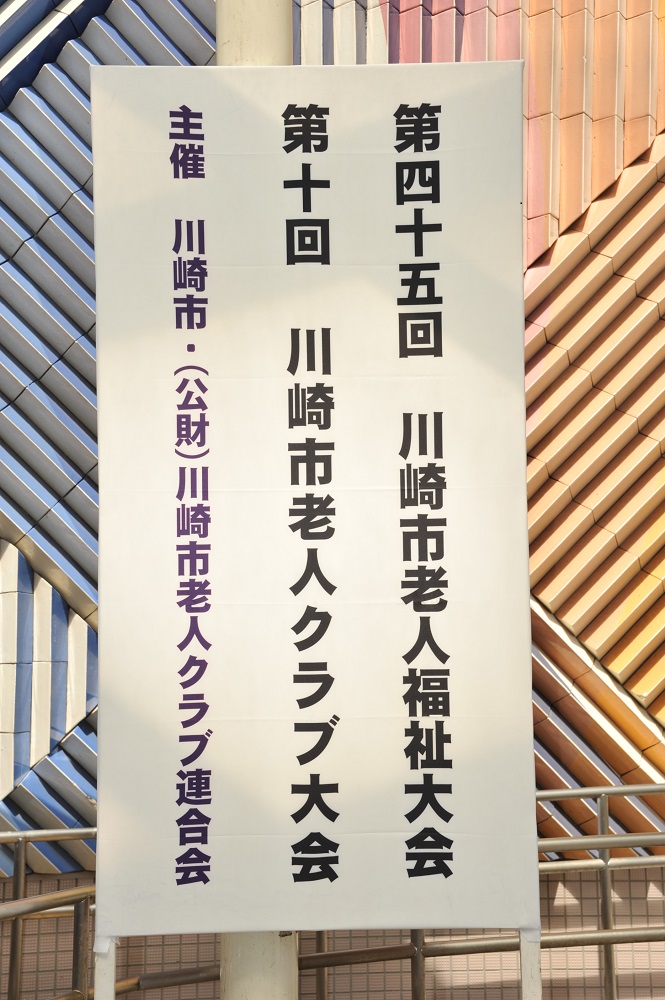 第四十五回 川崎市老人福祉大会
第十回 川崎市老人クラブ大会
主催 川崎市・(公財)川崎市老人クラブ連合会